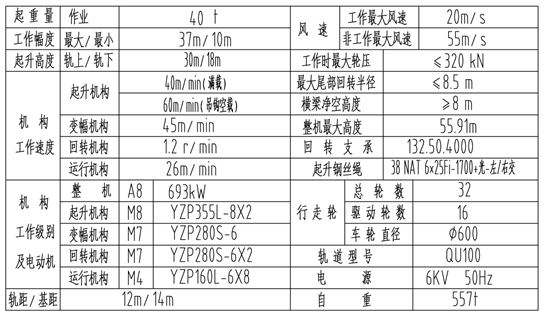 起重量 作业 40 t 风速 工作最大风速 20m/s
工作幅度 最大/最小 37m/10m 非工作最大风速 55m/s
起升高度 轨上/轨下 30m/18m 工作时最大轮压 ≤320 kN
机构工作速度 起升机构 40m/min(满载) 最大尾部回转半径 ≤8.5 m
60m/min(吊钩空载) 横梁净空高度 ≥8 m
变幅机构 45m/min 整机最大高度 55.91m
回转机构 1.2 r/min 回转支承 132.50.4000
运行机构 26m/min 起升钢丝绳 38 NAT 6x25Fi-1700+光-左/右交
机构工作级别及电动机 整机 A8 693kW 行走轮 总轮数 32
起升机构 M8 YZP355L-8X2 驱动轮数 16
变幅机构 M7 YZP280S-6 车轮直径 Φ600
回转机构 M7 YZP280S-6X2 轨道型号 QU100
运行机构 M4 YZP160L-6X8 电源 6KV 50Hz
轨距/基距 12m/14m 自重 557t